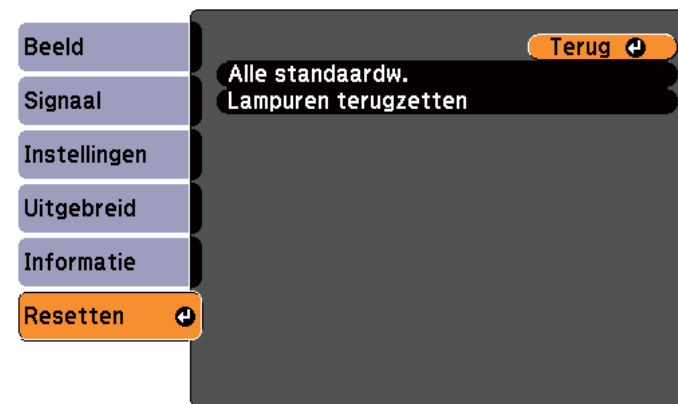 Beeld
Signaal
Instellingen
Uitgebreid
Informatie
Resetten
Terug
Alle standaardw.
Lampuren terugzetten